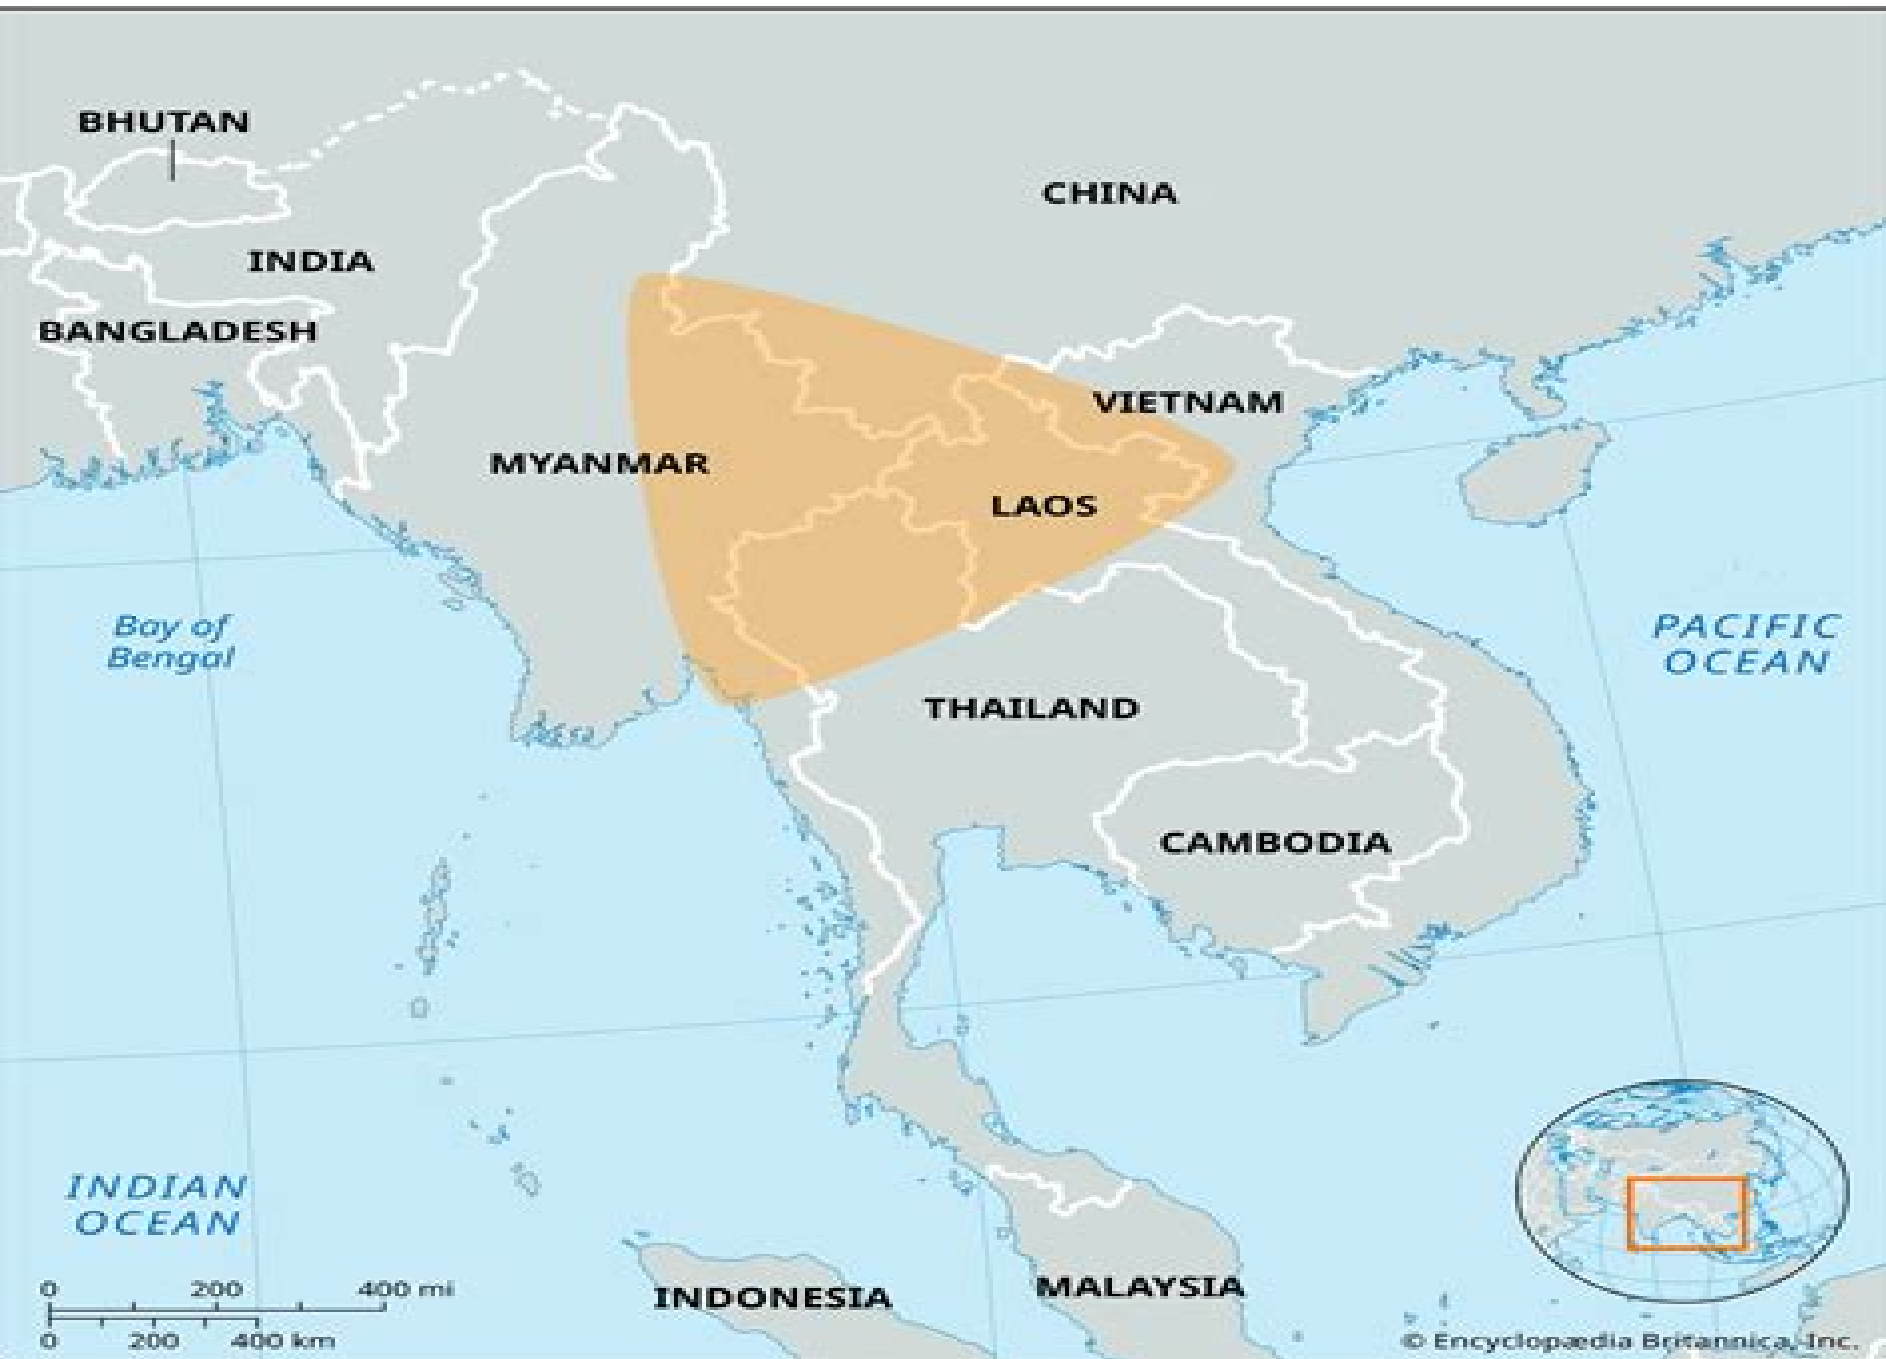 BHUTAN
CHINA
INDIA
BANGLADESH
VIETNAM
MYANMAR
LAOS
Bay of
Bengal
PACIFIC
OCEAN
THAILAND
CAMBODIA
INDIAN
OCEAN
0 200 400 mi
0 200 400 km
INDONESIA
MALAYSIA
© Encyclopædia Britannica, Inc.